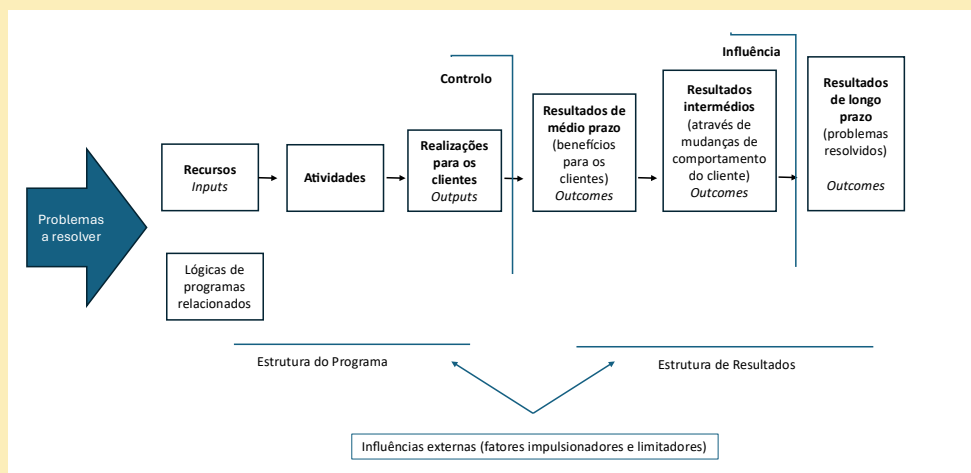 Problemas
a resolver
Recursos
Inputs
Lógicas de
programas
relacionados
Atividades
Controlo
Realizações
para os
clientes
Outputs
Resultados de
médio prazo
(benefícios
para os
clientes)
Outcomes
Influência
Resultados
intermédios
(através de
mudanças de
comportamento
do cliente)
Outcomes
Resultados
de longo
prazo
(problemas
resolvidos)
Outcomes
Estrutura do Programa
Estrutura de Resultados
Influências externas (fatores impulsionadores e limitadores)